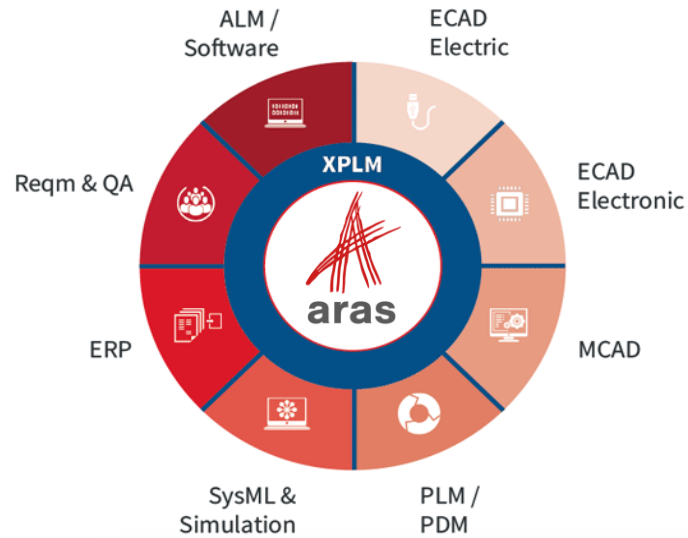 ALM /
Software
ECAD
Electric
Reqm & QA
XPLM
ECAD
Electronic
aras
ERP
MCAD
SysML &
Simulation
PLM /
PDM